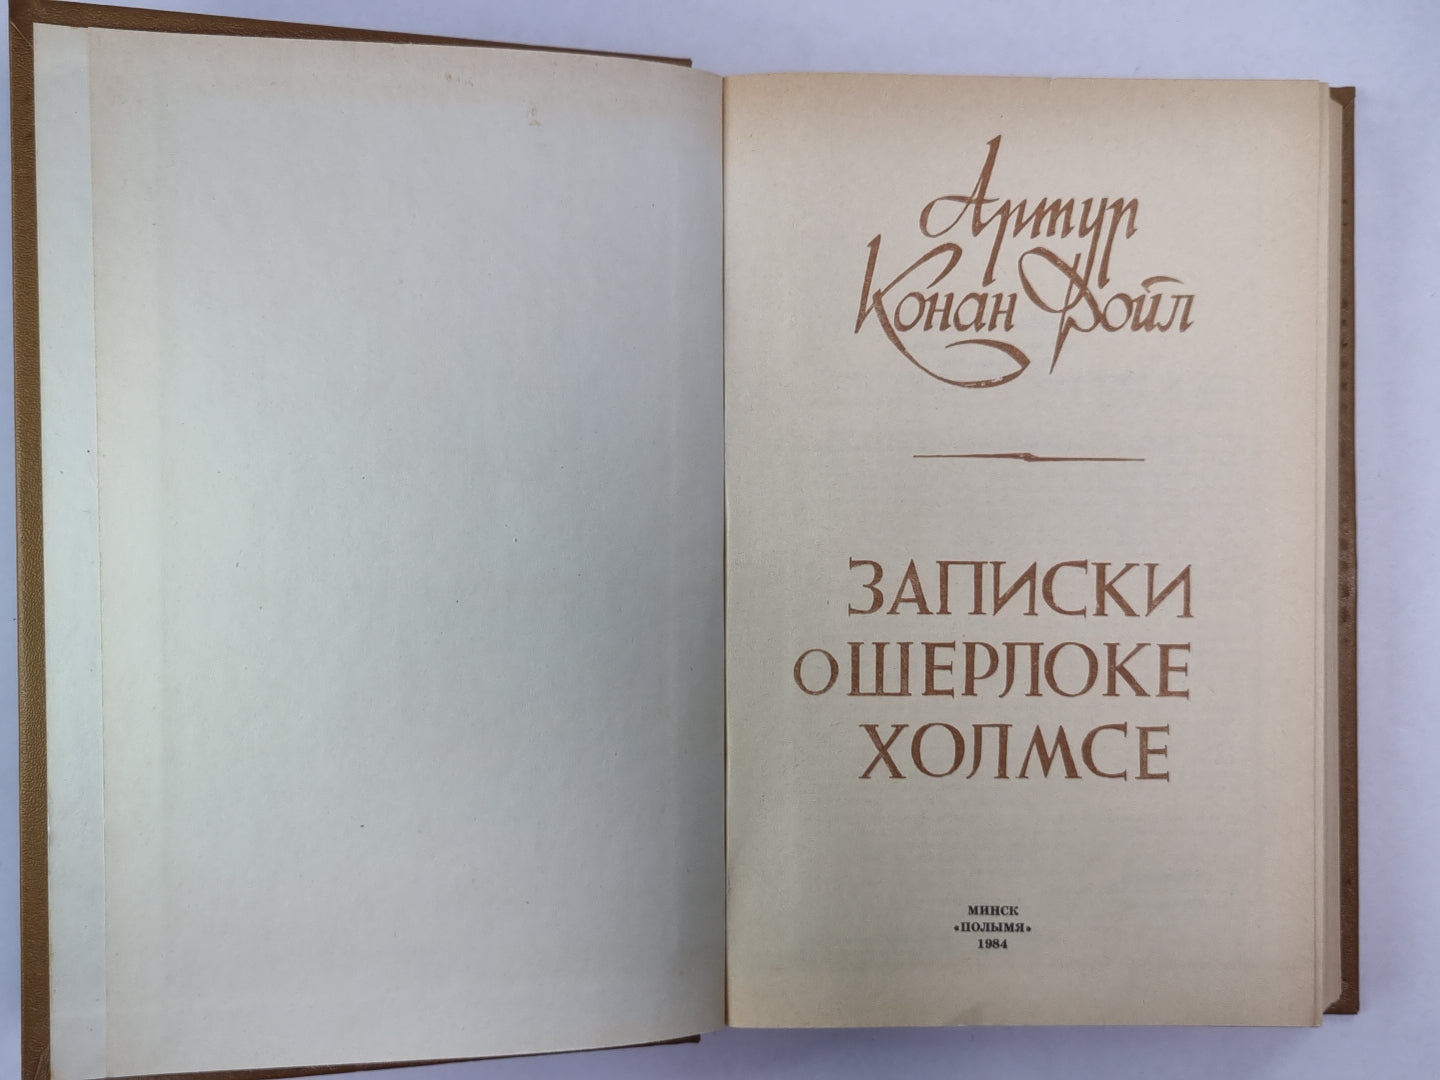 Артур
Конан Дойл
ЗАПИСКИ
О ШЕРЛОКЕ
ХОЛМСЕ
МИНСК
«ПОЛЫМЯ»
1984